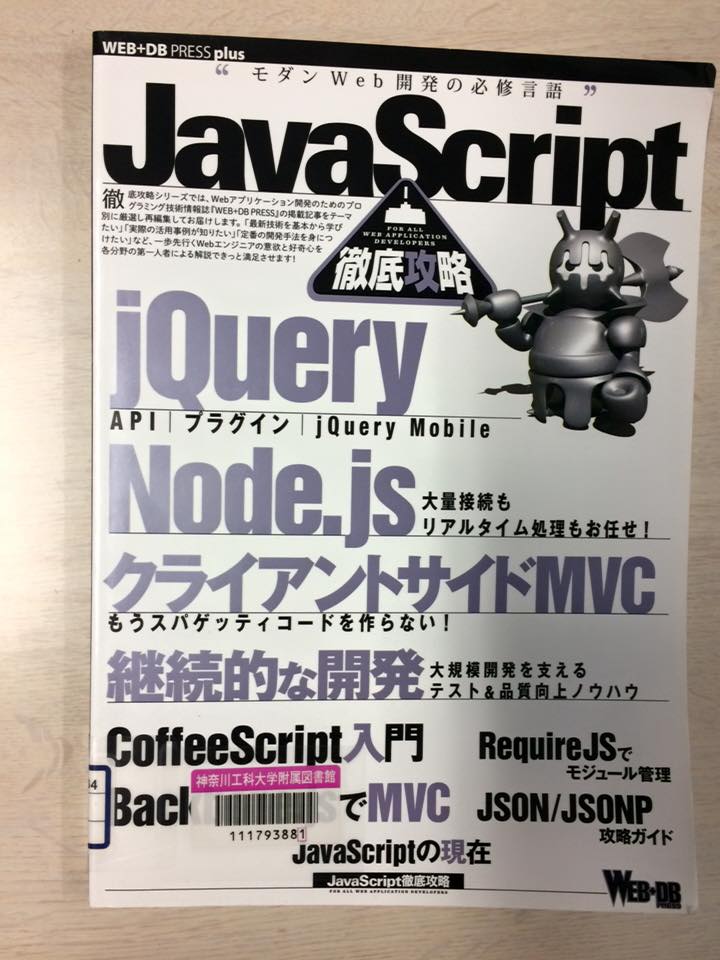 WEB+DB PRESS plus
“ モダンWeb開発の必修言語 ”
JavaScript
徹底攻略シリーズでは、Webアプリケーション開発のためのプロ
グラミング技術情報誌『WEB+DB PRESS』の掲載記事をテーマ
別に厳選し再編集してお届けします。「最新技術を基本から学び
たい」「実際の活用事例が知りたい」「定番の開発手法を身につ
けたい」など、一歩先行くWebエンジニアの意欲と好奇心を
各分野の第一人者による解説できっと満足させます!
FOR ALL
WEB APPLICATION
DEVELOPERS
徹底攻略
jQuery
API|プラグイン|jQuery Mobile
Node.js
大量接続も
リアルタイム処理もお任せ!
クライアントサイドMVC
もうスパゲッティコードを作らない!
継続的な開発
大規模開発を支える
テスト&品質向上ノウハウ
CoffeeScript入門
RequireJSで
モジュール管理
04
神奈川工科大学附属図書館
Back でMVC
111793881
JSON/JSONP
攻略ガイド
JavaScriptの現在
JavaScript徹底攻略
FOR ALL WEB APPLICATION DEVELOPERS
WEB+DB
PRESS